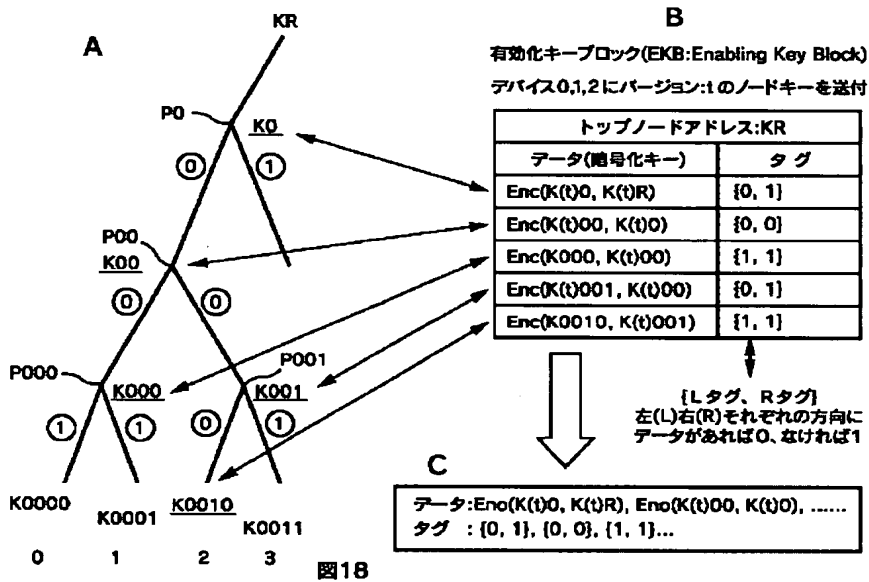 A
KR
P0
K0
0
1
P00
K00
0
0
P000
K000
P001
K001
1
1
0
1
K0000
K0001
K0010
K0011
0
1
2
3
図18
B
有効化キーブロック(EKB:Enabling Key Block)
デバイス0,1,2にバージョン:tのノードキーを送付
トップノードアドレス:KR
データ(暗号化キー)
タグ
Enc(K(t)0, K(t)R)
{0, 1}
Enc(K(t)00, K(t)0)
{0, 0}
Enc(K000, K(t)00)
{1, 1}
Enc(K(t)001, K(t)00)
{0, 1}
Enc(K0010, K(t)001)
{1, 1}
{Lタグ、Rタグ}
左(L)右(R)それぞれの方向に
データがあれば0、なければ1
C
データ:Eno(K(t)0, K(t)R), Eno(K(t)00, K(t)0), ......
タグ :{0, 1}, {0, 0}, {1, 1}...